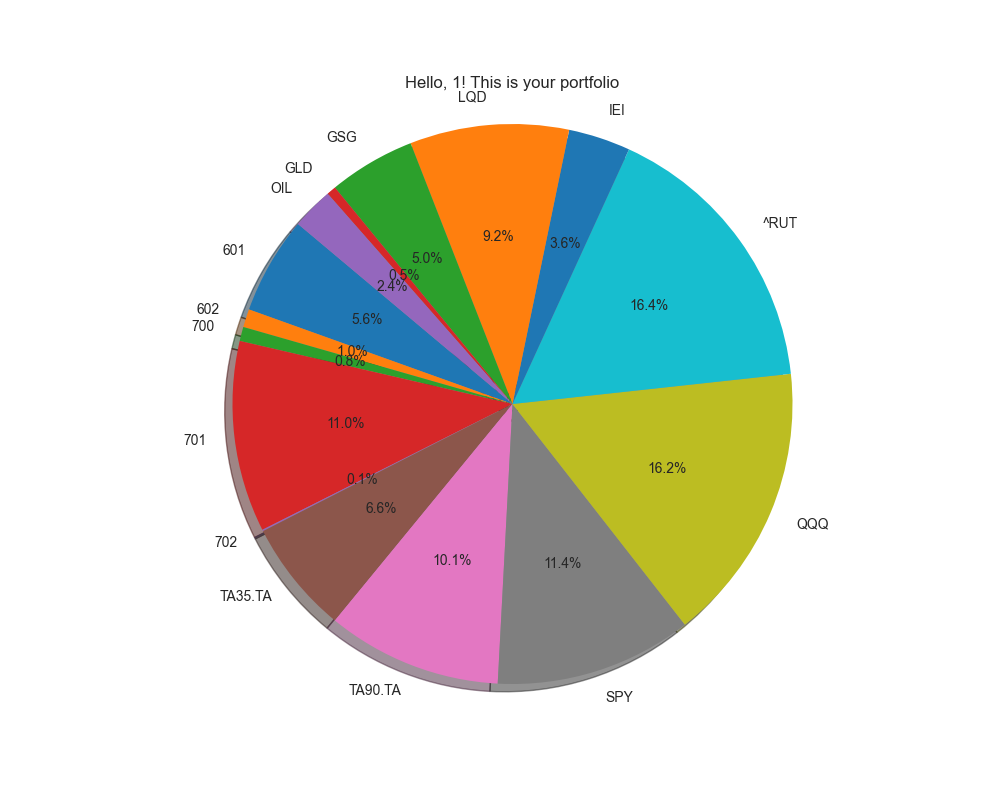 Hello, 1! This is your portfolio
LQD
IEI
GSG
GLD
OIL
^RUT
601
602
700
701
702
TA35.TA
TA90.TA
SPY
QQQ
9.2%
3.6%
5.0%
0.5%
2.4%
16.4%
5.6%
1.0%
0.8%
11.0%
0.1%
6.6%
10.1%
11.4%
16.2%